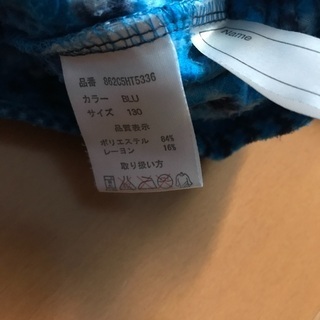 品番 862C5HT5336
カラー BLU
サイズ 130
品質表示
ポリエステル 84%
レーヨン 16%
取り扱い方
Name